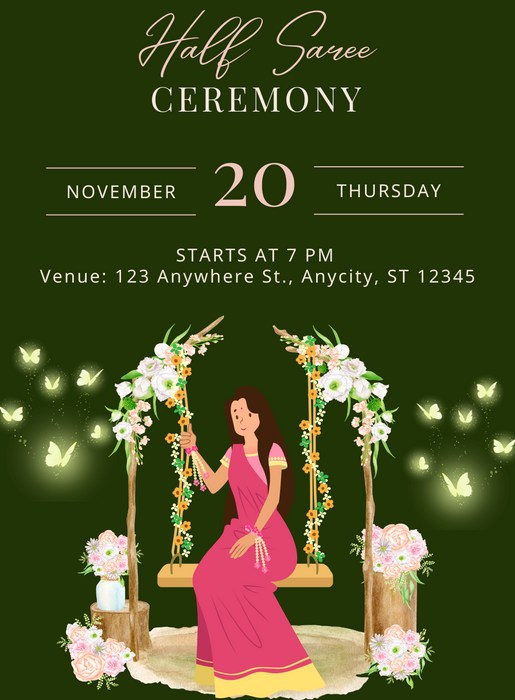 Half Saree
CEREMONY
NOVEMBER 20 THURSDAY
STARTS AT 7 PM
Venue: 123 Anywhere St., Anycity, ST 12345